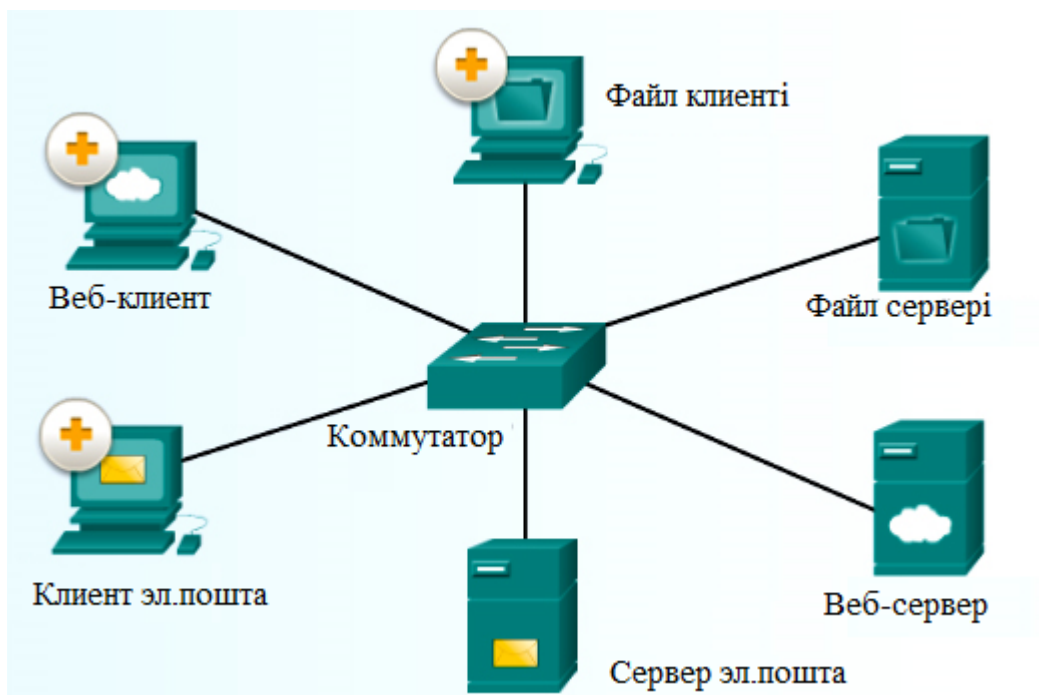 Файл клиенті
Веб-клиент
Файл сервері
Коммутатор
Клиент эл.пошта
Веб-сервер
Сервер эл.пошта